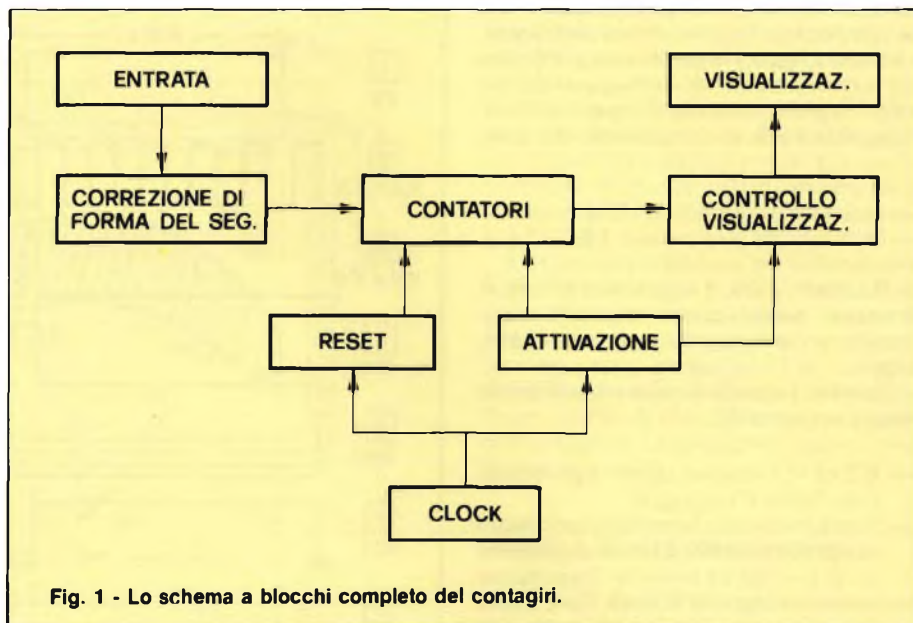 ENTRATA
VISUALIZZAZ.
CORREZIONE DI
FORMA DEL SEG.
CONTATORI
CONTROLLO
VISUALIZZAZ.
RESET
ATTIVAZIONE
CLOCK
Fig. 1 - Lo schema a blocchi completo del contagiri.